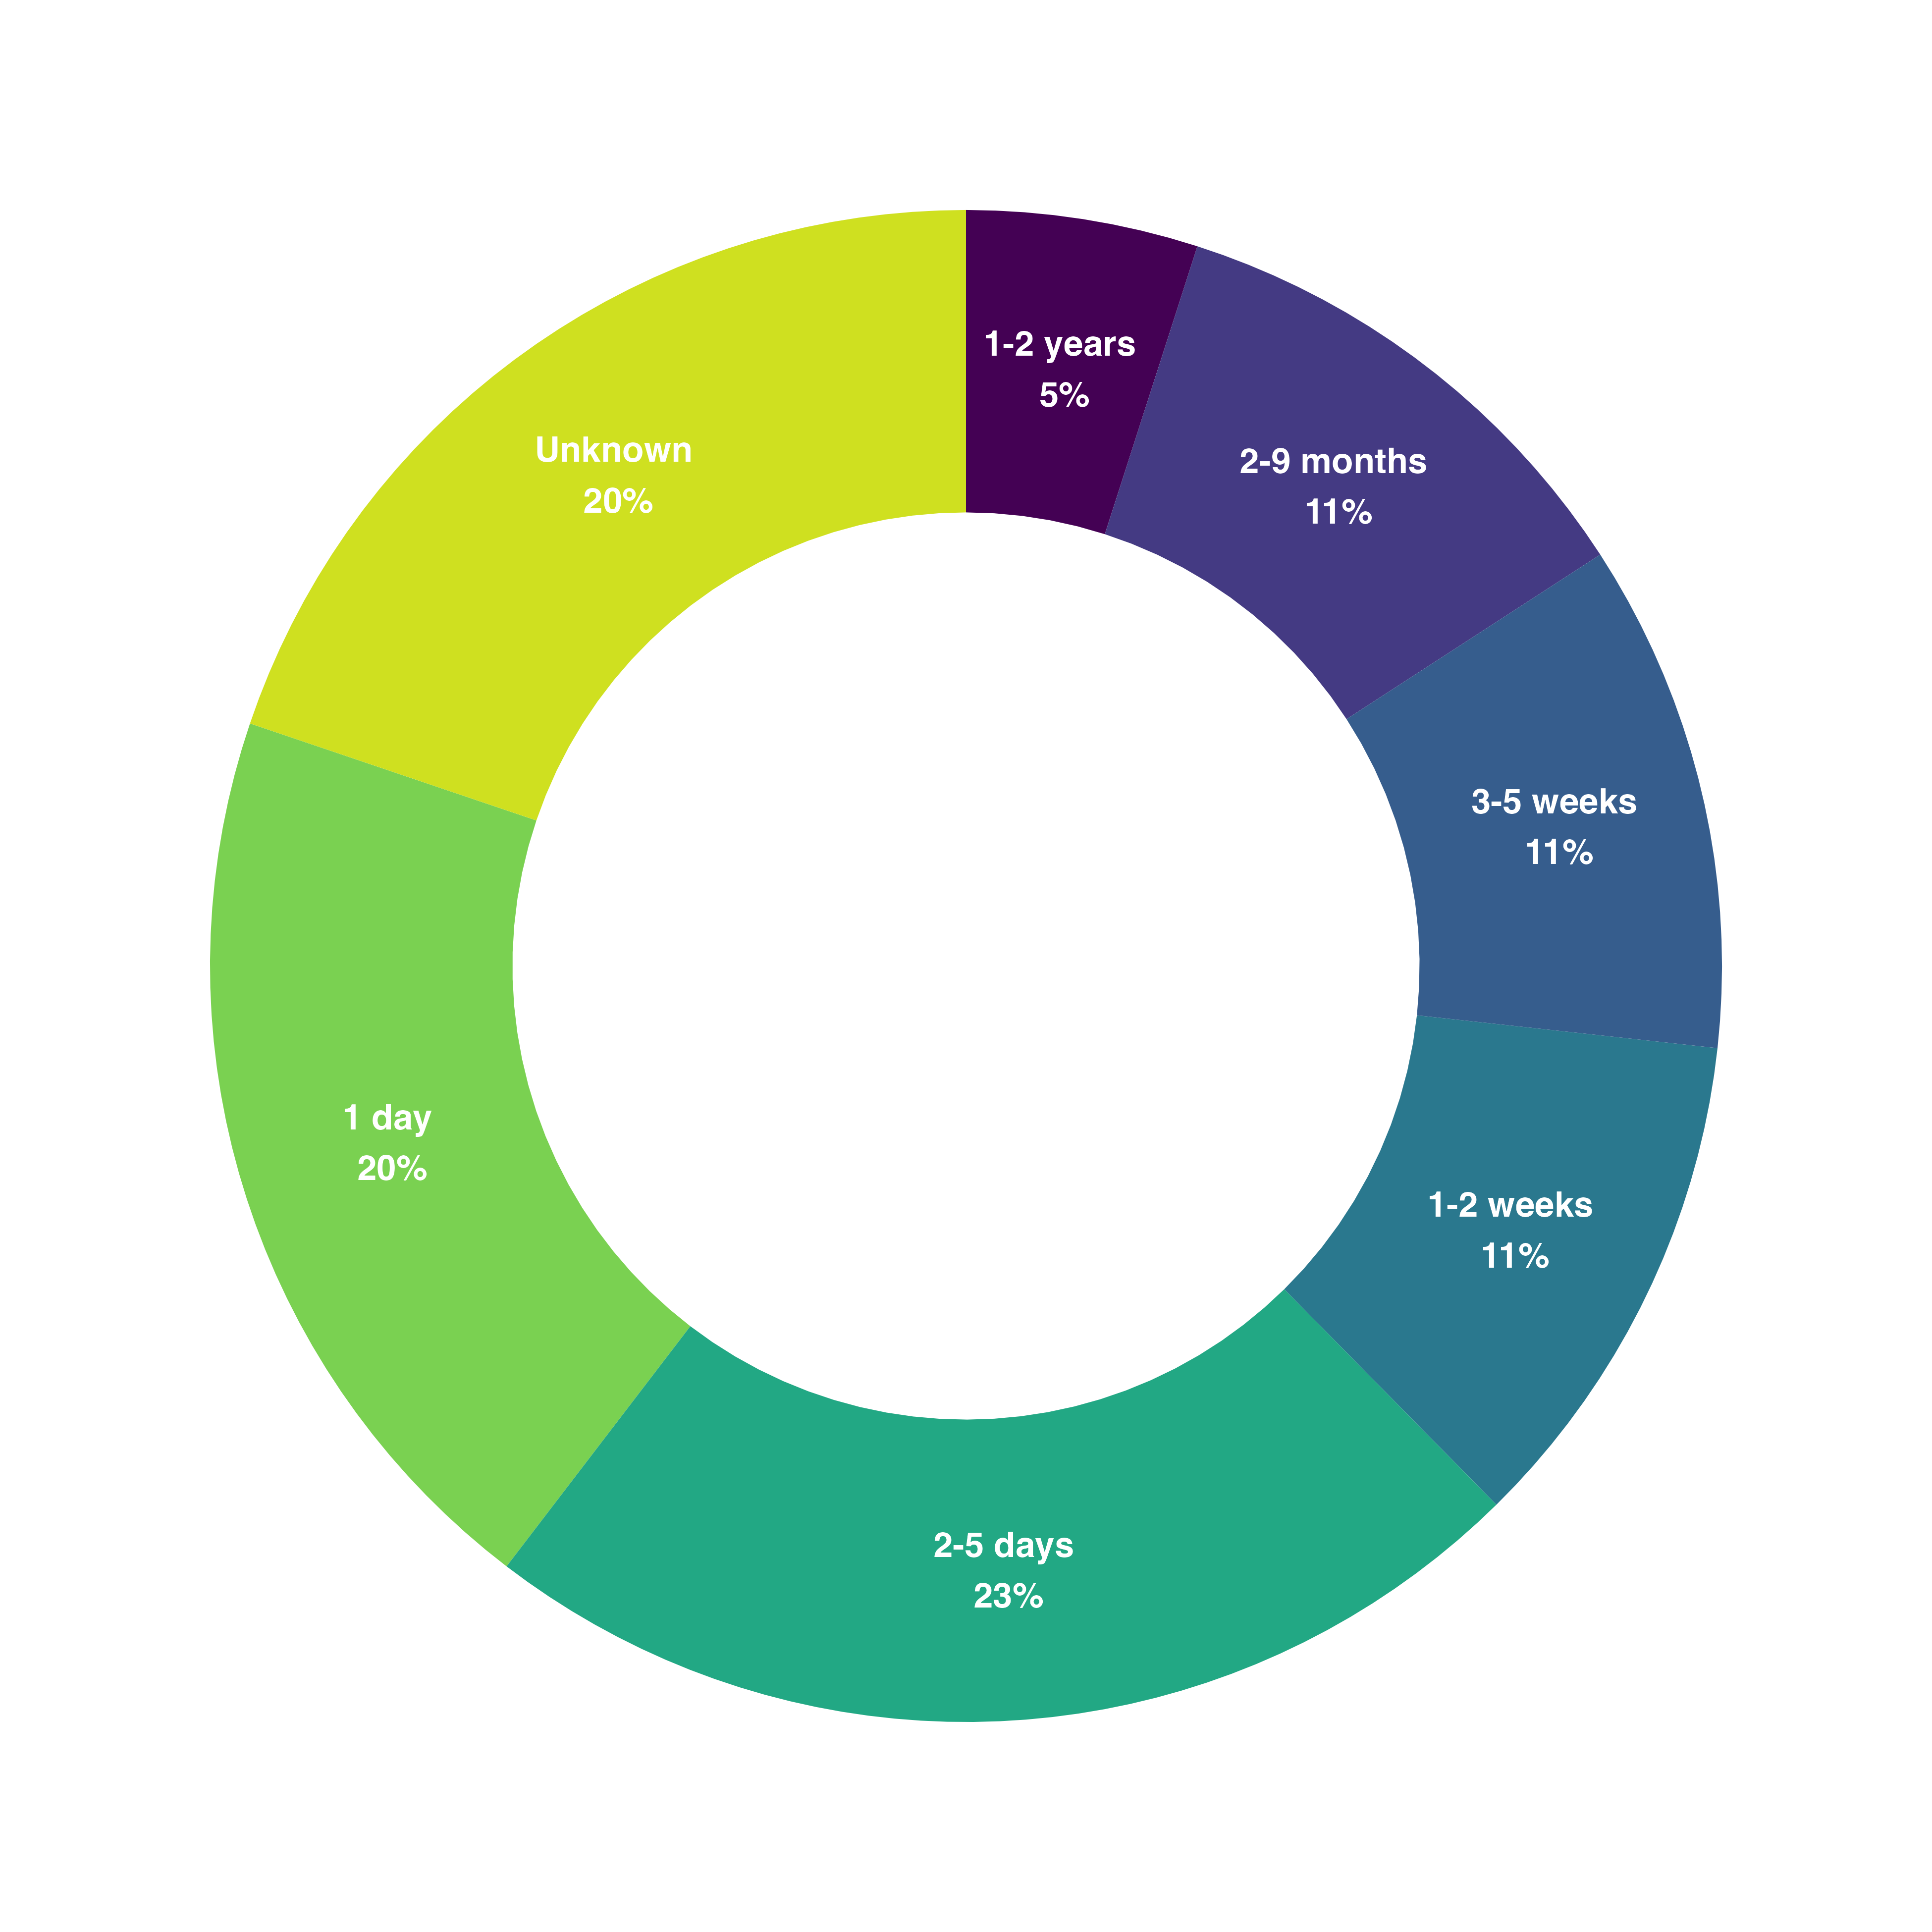 1-2 years
5%
2-9 months
11%
3-5 weeks
11%
1-2 weeks
11%
2-5 days
23%
1 day
20%
Unknown
20%